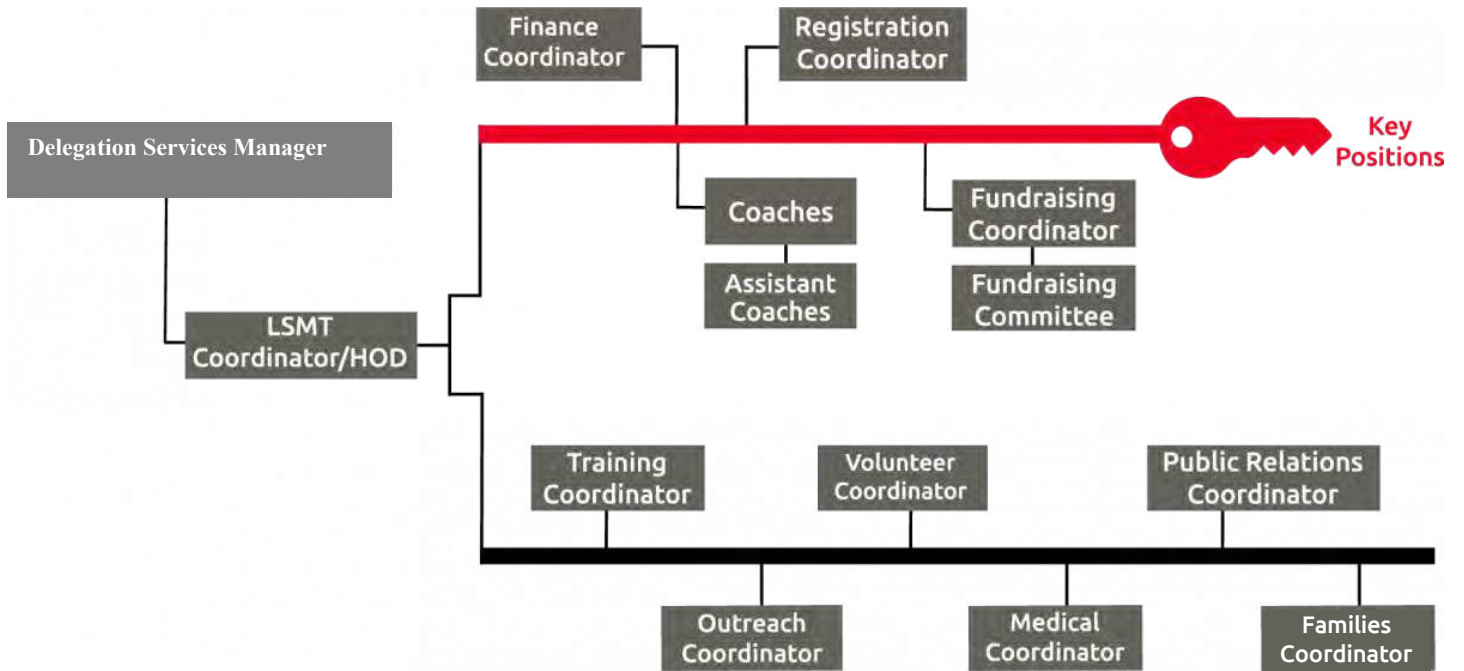 Finance
Coordinator
Registration
Coordinator
Delegation Services Manager
Key
Positions
Coaches
Fundraising
Coordinator
Assistant
Coaches
Fundraising
Committee
LSMT
Coordinator/HOD
Training
Coordinator
Volunteer
Coordinator
Public Relations
Coordinator
Outreach
Coordinator
Medical
Coordinator
Families
Coordinator